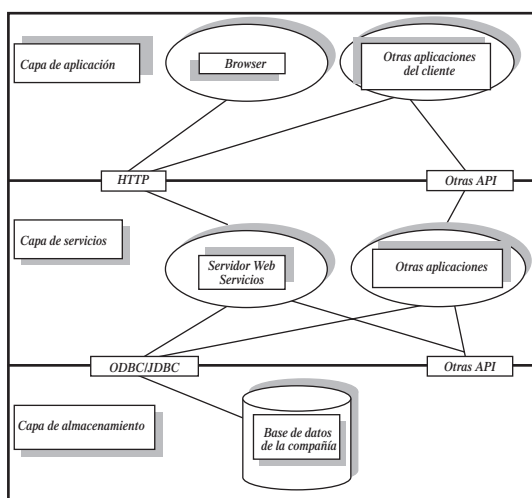 Capa de aplicación
Browser
Otras aplicaciones
del cliente
HTTP
Otras API
Capa de servicios
Servidor Web
Servicios
Otras aplicaciones
ODBC/JDBC
Otras API
Capa de almacenamiento
Base de datos
de la compañía